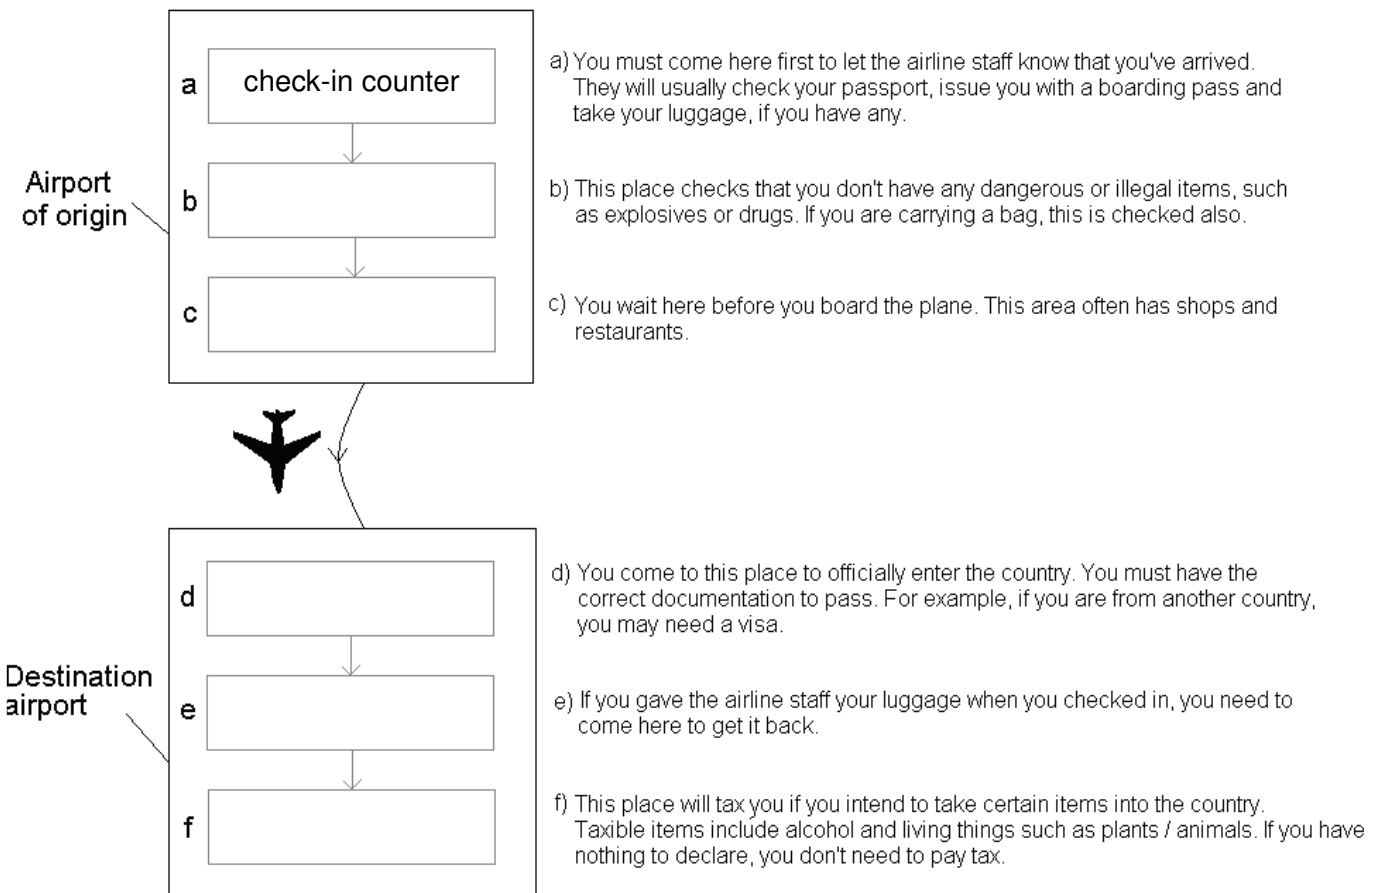 a
check-in counter
a) You must come here first to let the airline staff know that you've arrived.
They will usually check your passport, issue you with a boarding pass and
take your luggage, if you have any.
Airport
of origin
b
b) This place checks that you don't have any dangerous or illegal items, such
as explosives or drugs. If you are carrying a bag, this is checked also.
c
c) You wait here before you board the plane. This area often has shops and
restaurants.
d
d) You come to this place to officially enter the country. You must have the
correct documentation to pass. For example, if you are from another country,
you may need a visa.
Destination
airport
e
e) If you gave the airline staff your luggage when you checked in, you need to
come here to get it back.
f
f) This place will tax you if you intend to take certain items into the country.
Taxible items include alcohol and living things such as plants / animals. If you have
nothing to declare, you don't need to pay tax.